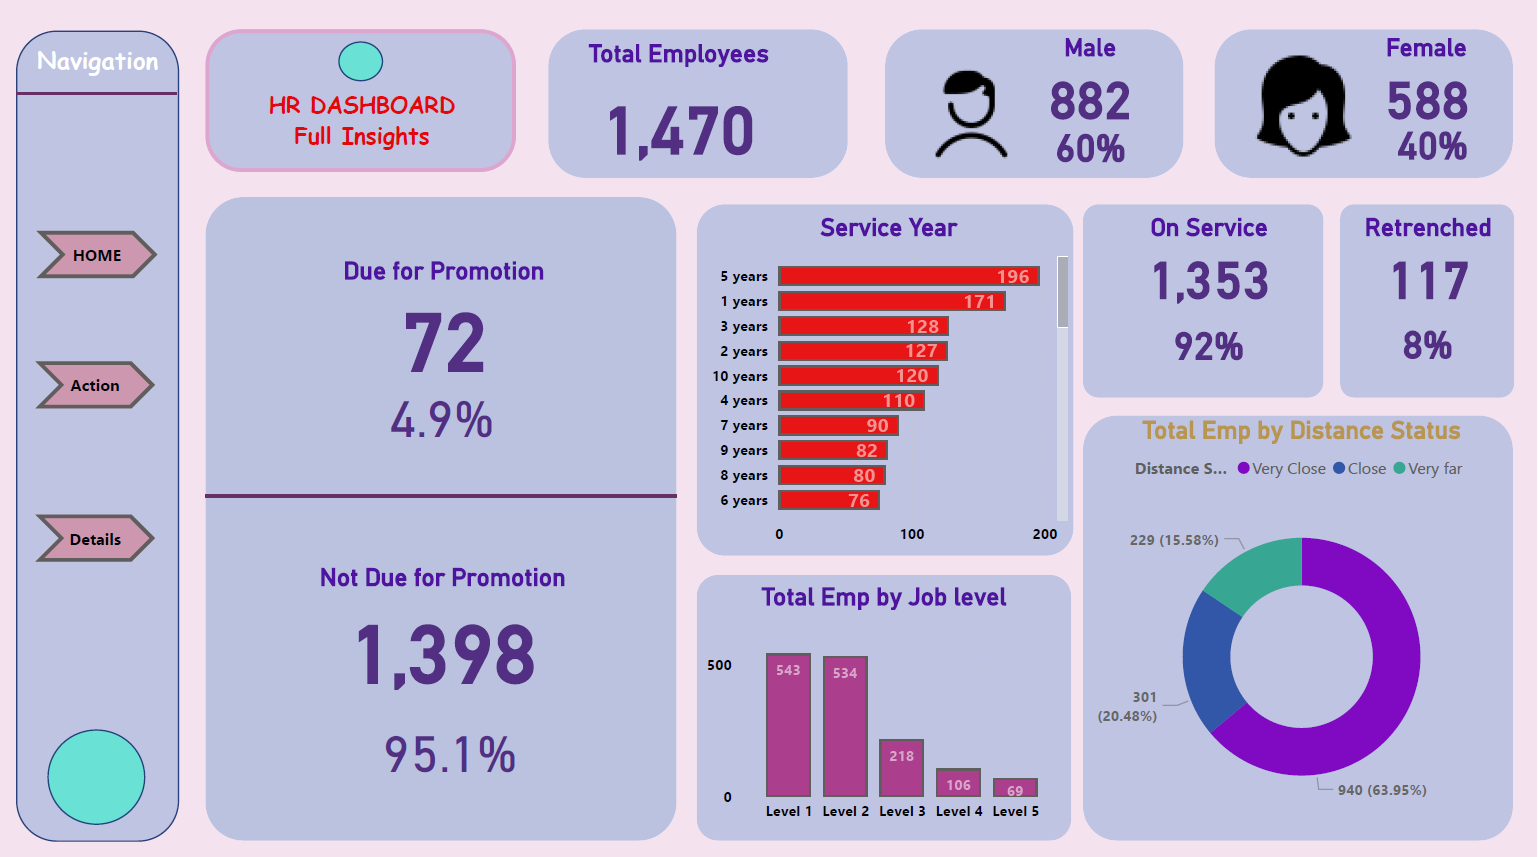 Navigation
HOME
Action
Details
HR DASHBOARD
Full Insights
Total Employees
1,470
Male
882
60%
Female
588
40%
Due for Promotion
72
4.9%
Not Due for Promotion
1,398
95.1%
Service Year
5 years 196
1 years 171
3 years 128
2 years 127
10 years 120
4 years 110
7 years 90
9 years 82
8 years 80
6 years 76
0 100 200
Total Emp by Job level
500
0
543 534 218 106 69
Level 1 Level 2 Level 3 Level 4 Level 5
On Service
1,353
92%
Retrenched
117
8%
Total Emp by Distance Status
Distance S... Very Close Close Very far
229 (15.58%)
301
(20.48%)
940 (63.95%)